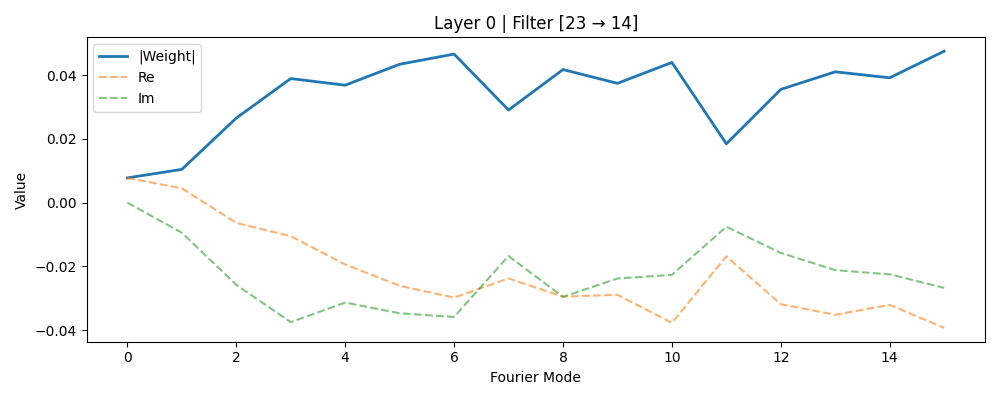 Layer 0 | Filter [23 → 14]
|Weight|
Re
Im
0.04
0.02
0.00
−0.02
−0.04
Value
0 2 4 6 8 10 12 14
Fourier Mode